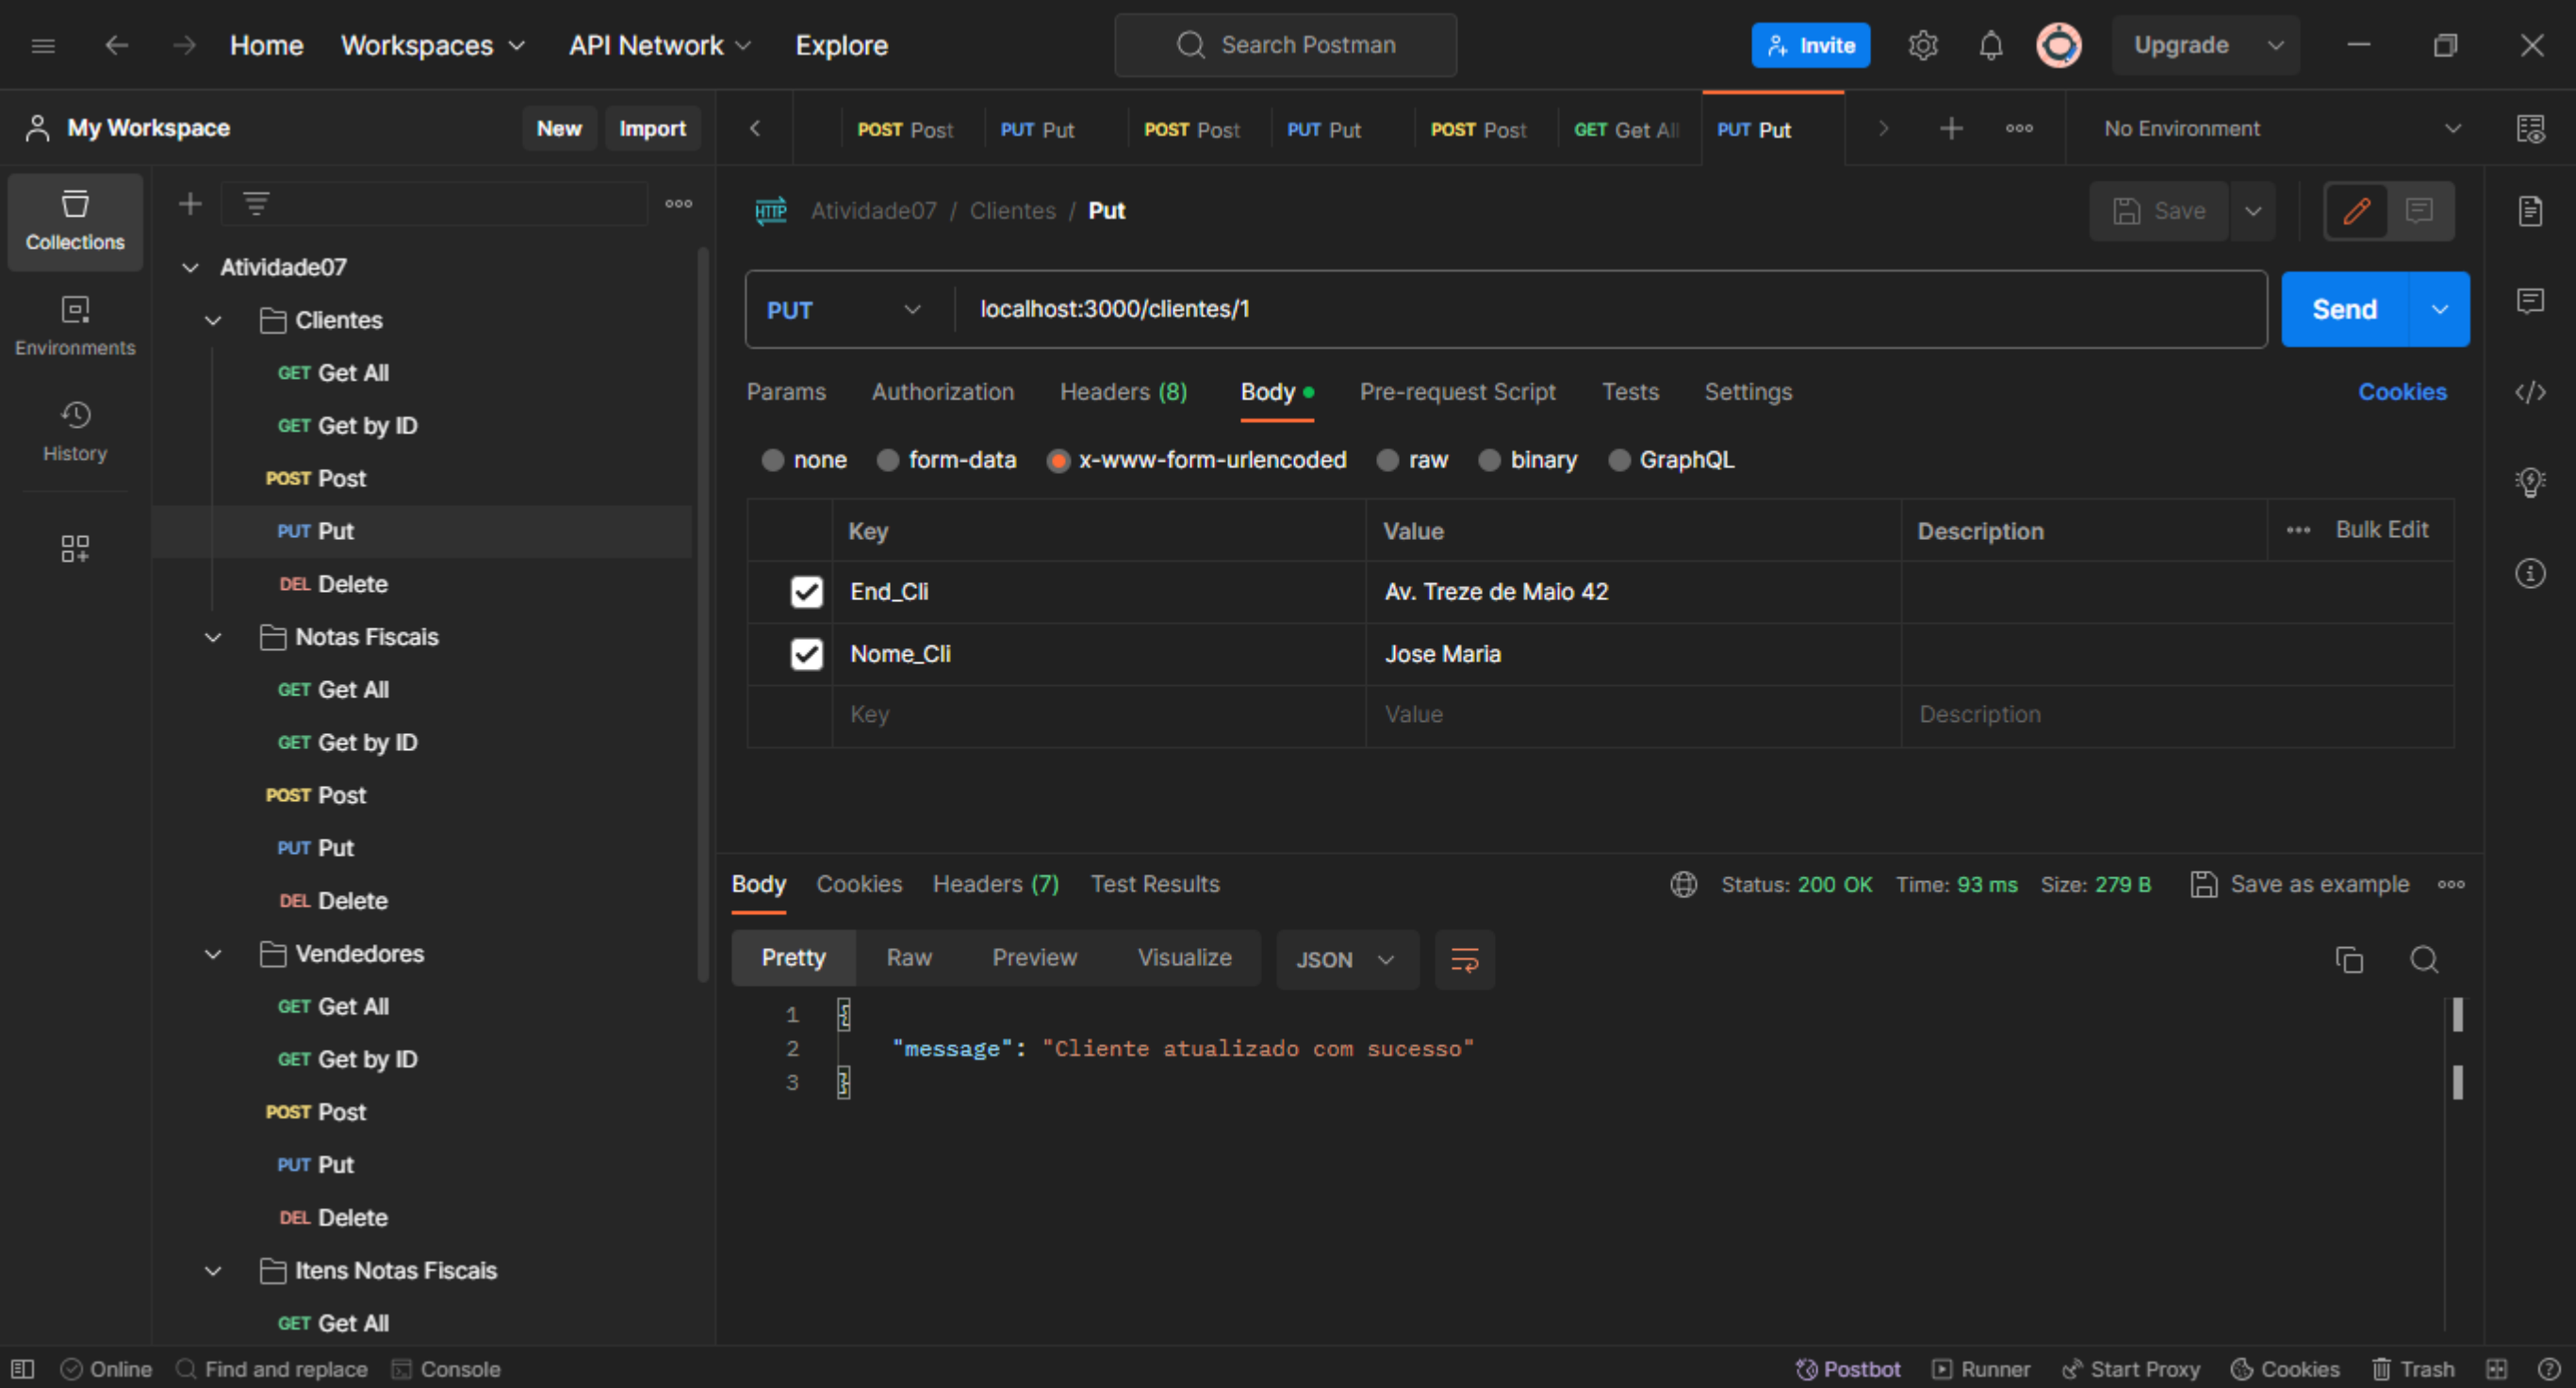 Home Workspaces API Network Explore Search Postman Invite Upgrade
My Workspace New Import POST Post PUT Put POST Post PUT Put POST Post GET Get All PUT Put No Environment
Collections
Environments
History
Atividade07
Clientes
GET Get All
GET Get by ID
POST Post
PUT Put
DEL Delete
Notas Fiscais
GET Get All
GET Get by ID
POST Post
PUT Put
DEL Delete
Vendedores
GET Get All
GET Get by ID
POST Post
PUT Put
DEL Delete
Itens Notas Fiscais
GET Get All
HTTP Atividade07 / Clientes / Put Save
PUT localhost:3000/clientes/1 Send
Params Authorization Headers (8) Body Pre-request Script Tests Settings Cookies
none form-data x-www-form-urlencoded raw binary GraphQL
Key Value Description Bulk Edit
End_Cli Av. Treze de Maio 42
Nome_Cli Jose Maria
Key Value Description
Body Cookies Headers (7) Test Results Status: 200 OK Time: 93 ms Size: 279 B Save as example
Pretty Raw Preview Visualize JSON
1 {
2 "message": "Cliente atualizado com sucesso"
3 }
Online Find and replace Console Postbot Runner Start Proxy Cookies Trash